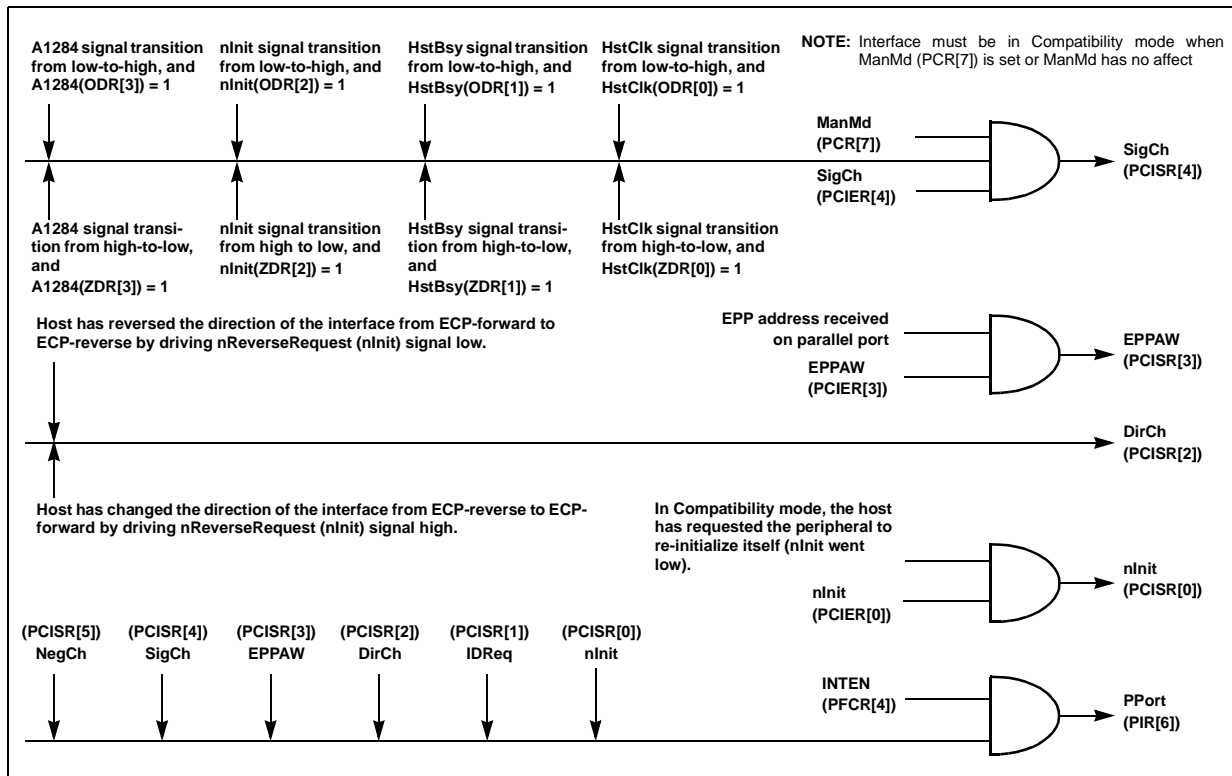 A1284 signal transition
from low-to-high, and
A1284(ODR[3]) = 1
nInit signal transition
from low-to-high, and
nInit(ODR[2]) = 1
HstBsy signal transition
from low-to-high, and
HstBsy(ODR[1]) = 1
HstClk signal transition
from low-to-high, and
HstClk(ODR[0]) = 1
NOTE: Interface must be in Compatibility mode when
ManMd (PCR[7]) is set or ManMd has no affect
ManMd
(PCR[7])
SigCh
(PCIER[4])
SigCh
(PCISR[4])
A1284 signal transi-
tion from high-to-low,
and
A1284(ZDR[3]) = 1
nInit signal transition
from high to low, and
nInit(ZDR[2]) = 1
HstBsy signal transi-
tion from high-to-low,
and
HstBsy(ZDR[1]) = 1
HstClk signal transition
from high-to-low, and
HstClk(ZDR[0]) = 1
Host has reversed the direction of the interface from ECP-forward to
ECP-reverse by driving nReverseRequest (nInit) signal low.
EPP address received
on parallel port
EPPAW
(PCIER[3])
EPPAW
(PCISR[3])
DirCh
(PCISR[2])
Host has changed the direction of the interface from ECP-reverse to ECP-
forward by driving nReverseRequest (nInit) signal high.
In Compatibility mode, the host
has requested the peripheral to
re-initialize itself (nInit went
low).
nInit
(PCIER[0])
nInit
(PCISR[0])
(PCISR[5])
NegCh
(PCISR[4])
SigCh
(PCISR[3])
EPPAW
(PCISR[2])
DirCh
(PCISR[1])
IDReq
(PCISR[0])
nInit
INTEN
(PFCR[4])
PPort
(PIR[6])